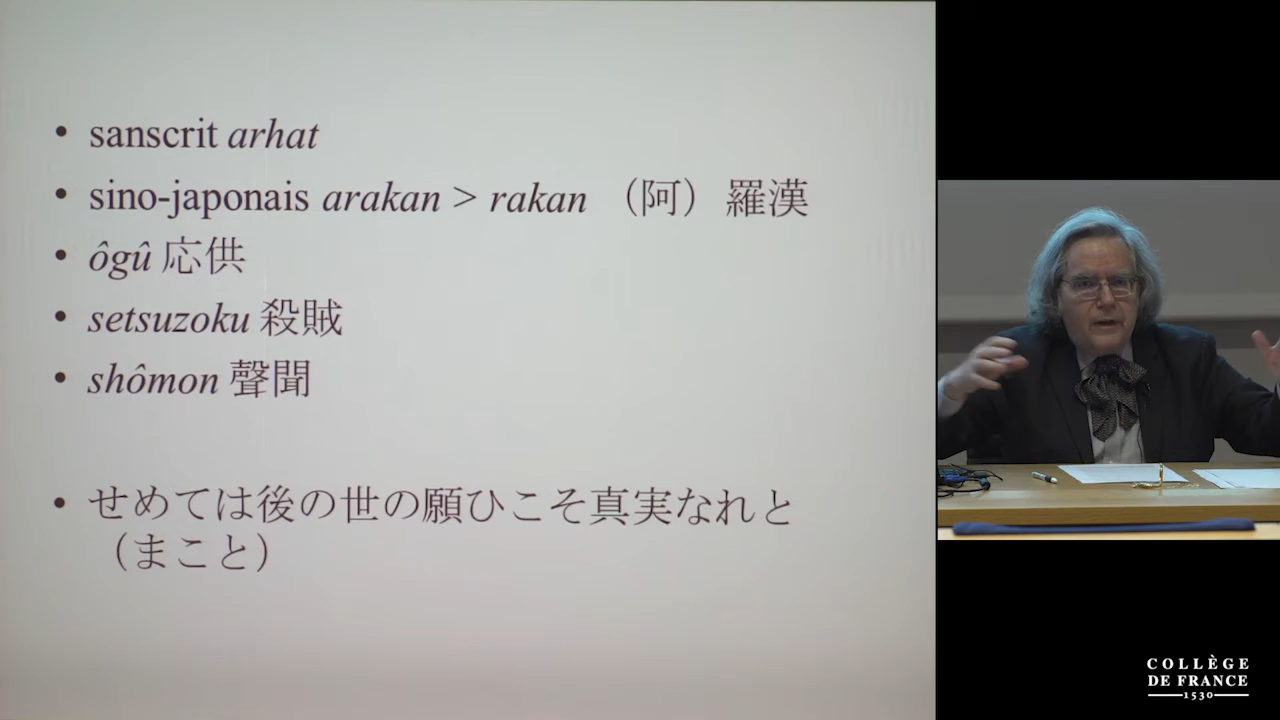 • sanscrit arhat
• sino-japonais arakan > rakan （阿）羅漢
• ôgû 応供
• setsuzoku 殺賊
• shômon 聲聞
• せめては後の世の願ひこそ真実なれと
（まこと）
COLLÈGE
DE FRANCE
1530